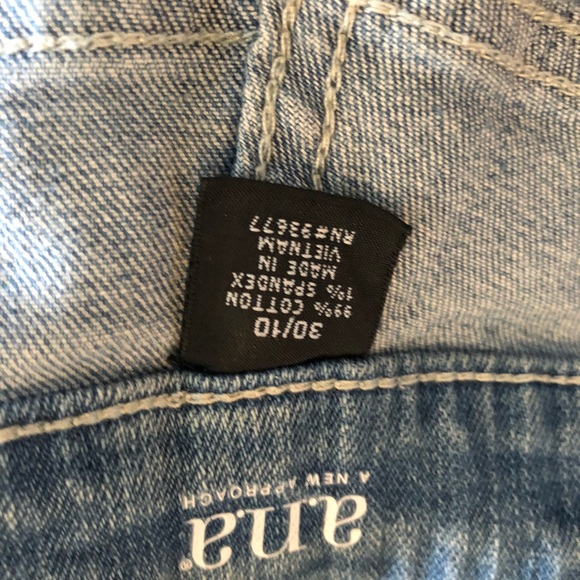 a.n.a®
A NEW APPROACH
30/10
99% COTTON
1% SPANDEX
MADE IN
VIETNAM
RN#93677